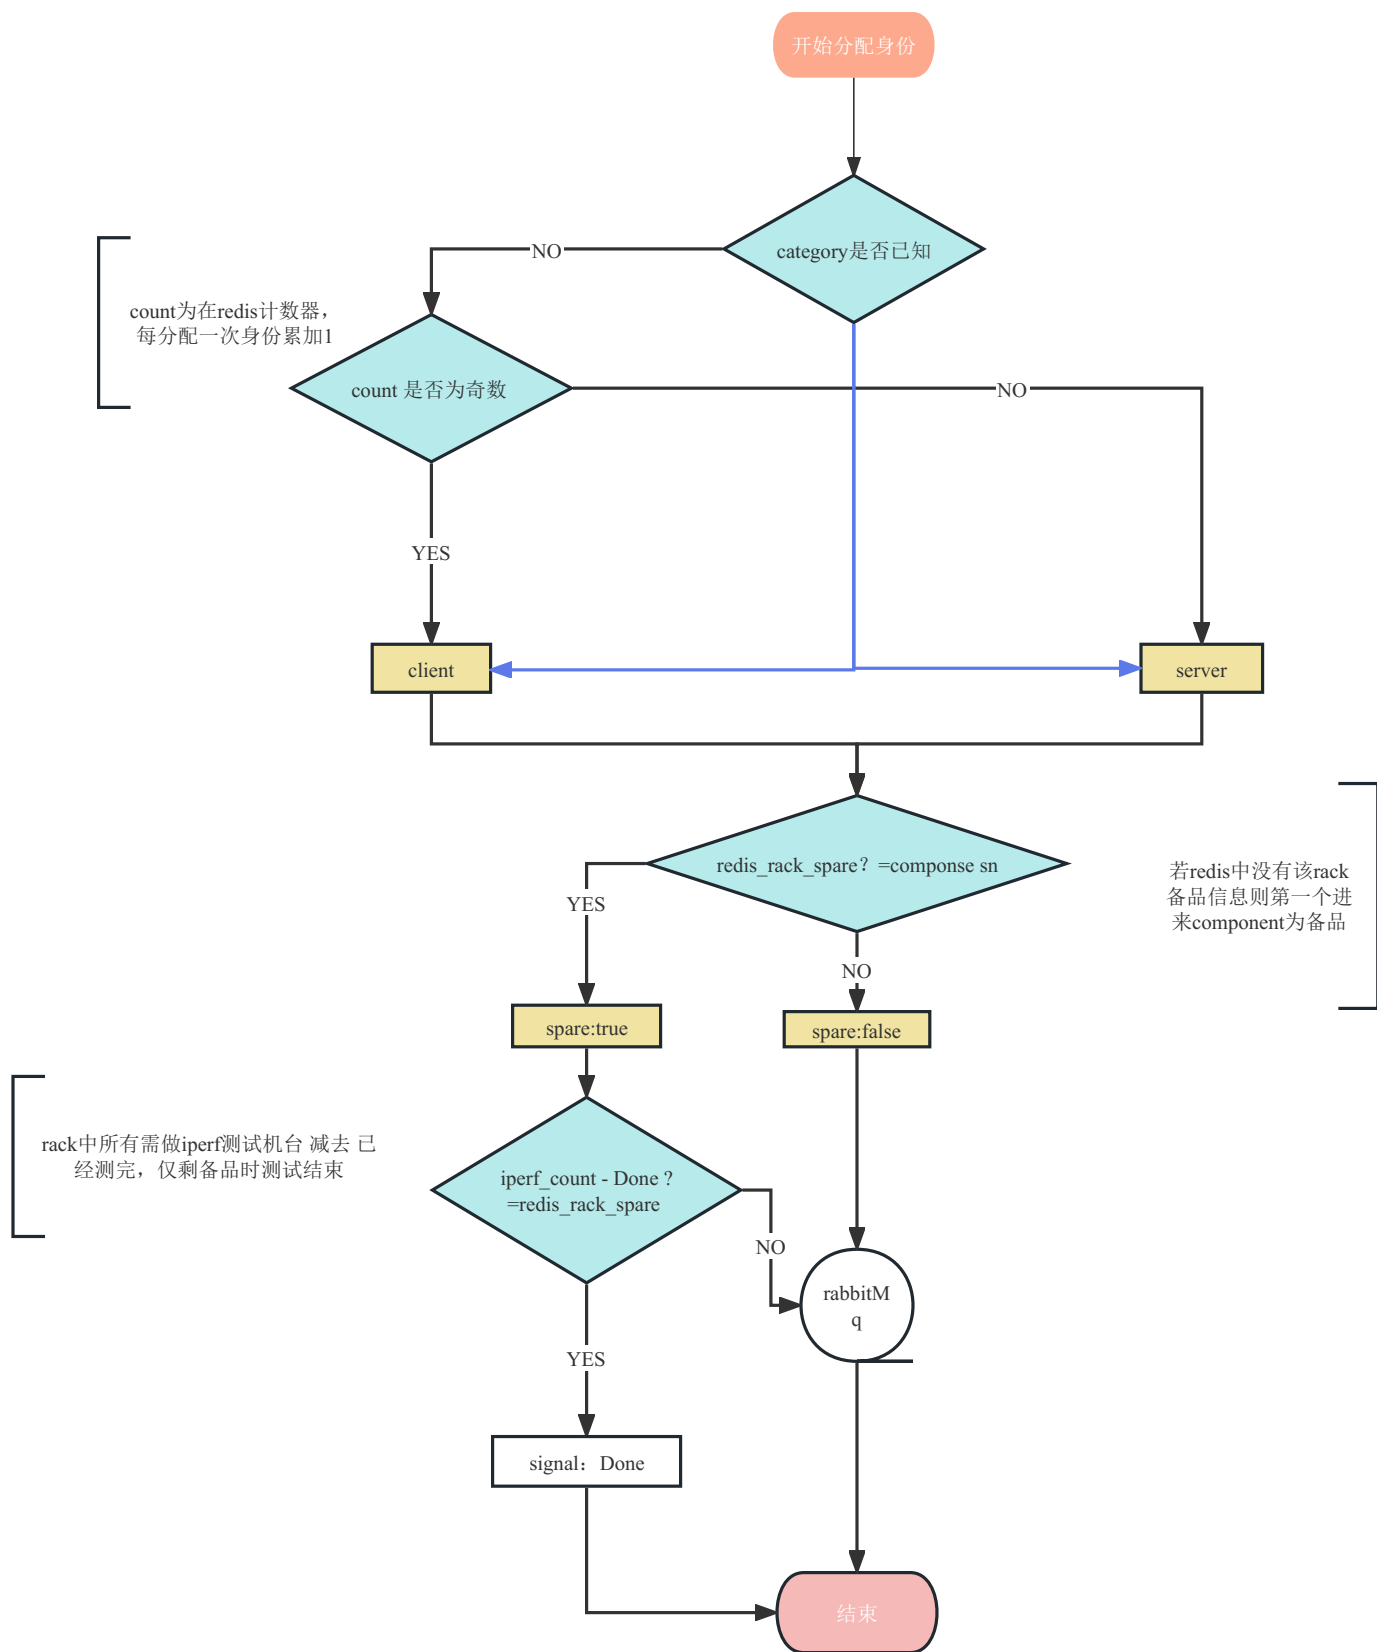 开始分配身份
category是否已知
NO
count为在redis计数器，
每分配一次身份累加1
count 是否为奇数
NO
YES
client
server
redis_rack_spare？=componse sn
若redis中没有该rack
备品信息则第一个进
来component为备品
YES
NO
spare:true
spare:false
rack中所有需做iperf测试机台 减去 已
经测完，仅剩备品时测试结束
iperf_count - Done ?
=redis_rack_spare
NO
rabbitM
q
YES
signal：Done
结束